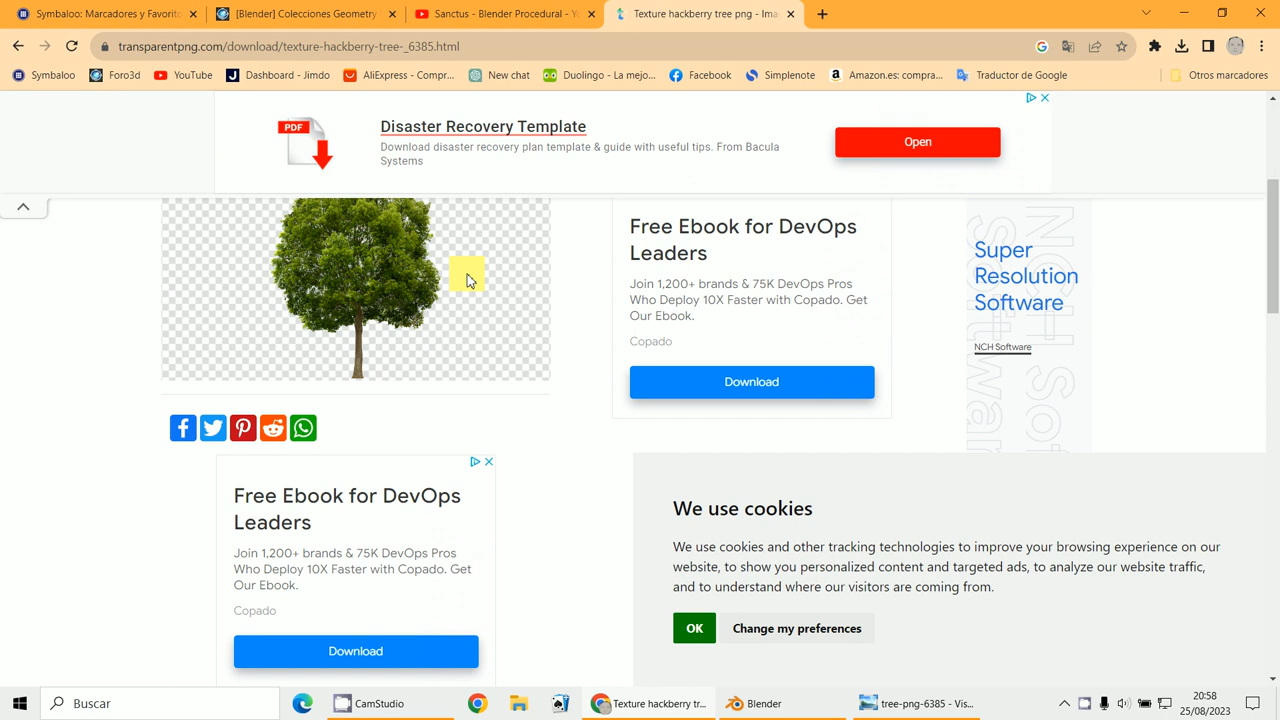 Symbaloo: Marcadores y Favorit
[Blender] Colecciones Geometry
Sanctus - Blender Procedural - Yo
Texture hackberry tree png - Ima
transparentpng.com/download/texture-hackberry-tree-_6385.html
Symbaloo
Foro3d
YouTube
Dashboard - Jimdo
AliExpress - Compr...
New chat
Duolingo - La mejo...
Facebook
Simplenote
Amazon.es: compra...
Traductor de Google
Otros marcadores
PDF
Disaster Recovery Template
Download disaster recovery plan template & guide with useful tips. From Bacula
Systems
Open
Free Ebook for DevOps
Leaders
Join 1,200+ brands & 75K DevOps Pros
Who Deploy 10X Faster with Copado. Get
Our Ebook.
Copado
Download
Super
Resolution
Software
NCH Software
Free Ebook for DevOps
Leaders
Join 1,200+ brands & 75K DevOps Pros
Who Deploy 10X Faster with Copado. Get
Our Ebook.
Copado
Download
We use cookies
We use cookies and other tracking technologies to improve your browsing experience on our
website, to show you personalized content and targeted ads, to analyze our website traffic,
and to understand where our visitors are coming from.
OK
Change my preferences
Buscar
CamStudio
Texture hackberry tr...
Blender
tree-png-6385 - Vis...
20:58
25/08/2023